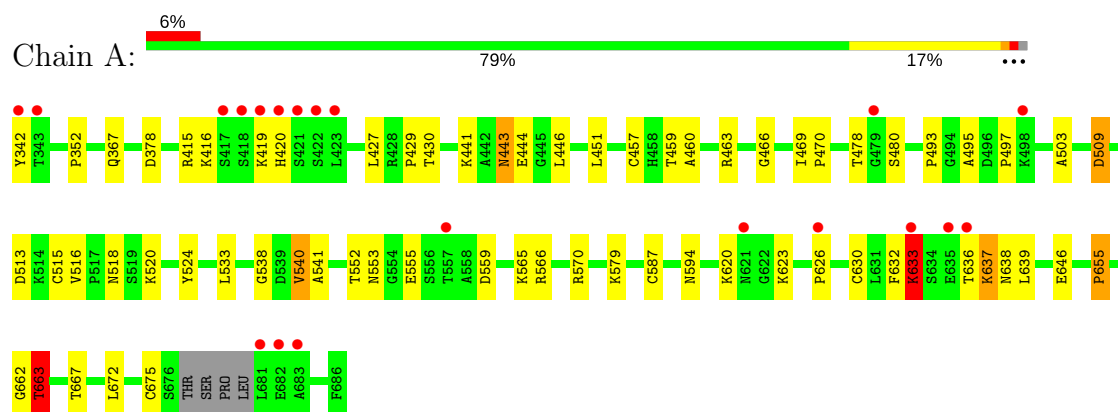 6%
Chain A:
79% 17% •••
Y342 T343 P352 Q367 D378 R415 K416 S417 S418 K419 H420 S421 S422 L423 L427 R428 P429 T430 K441 A442 N443 E444 G445 L446 L451 C457 H458 T459 A460 R463 G466 I469 P470 T478 G479 S480 P493 G494 A495 D496 P497 K498 A503 D509
D513 K514 C515 V516 P517 N518 S519 K520 Y524 L533 G538 D539 V540 A541 T552 N553 G554 E555 S556 T557 A558 D559 K565 R566 R570 K579 C587 N594 K620 N621 G622 K623 P626 C630 L631 F632 K633 S634 E635 T636 K637 N638 L639 E646 P655
G662 T663 T667 L672 C675 S676 THR SER PRO LEU L681 E682 A683 F686